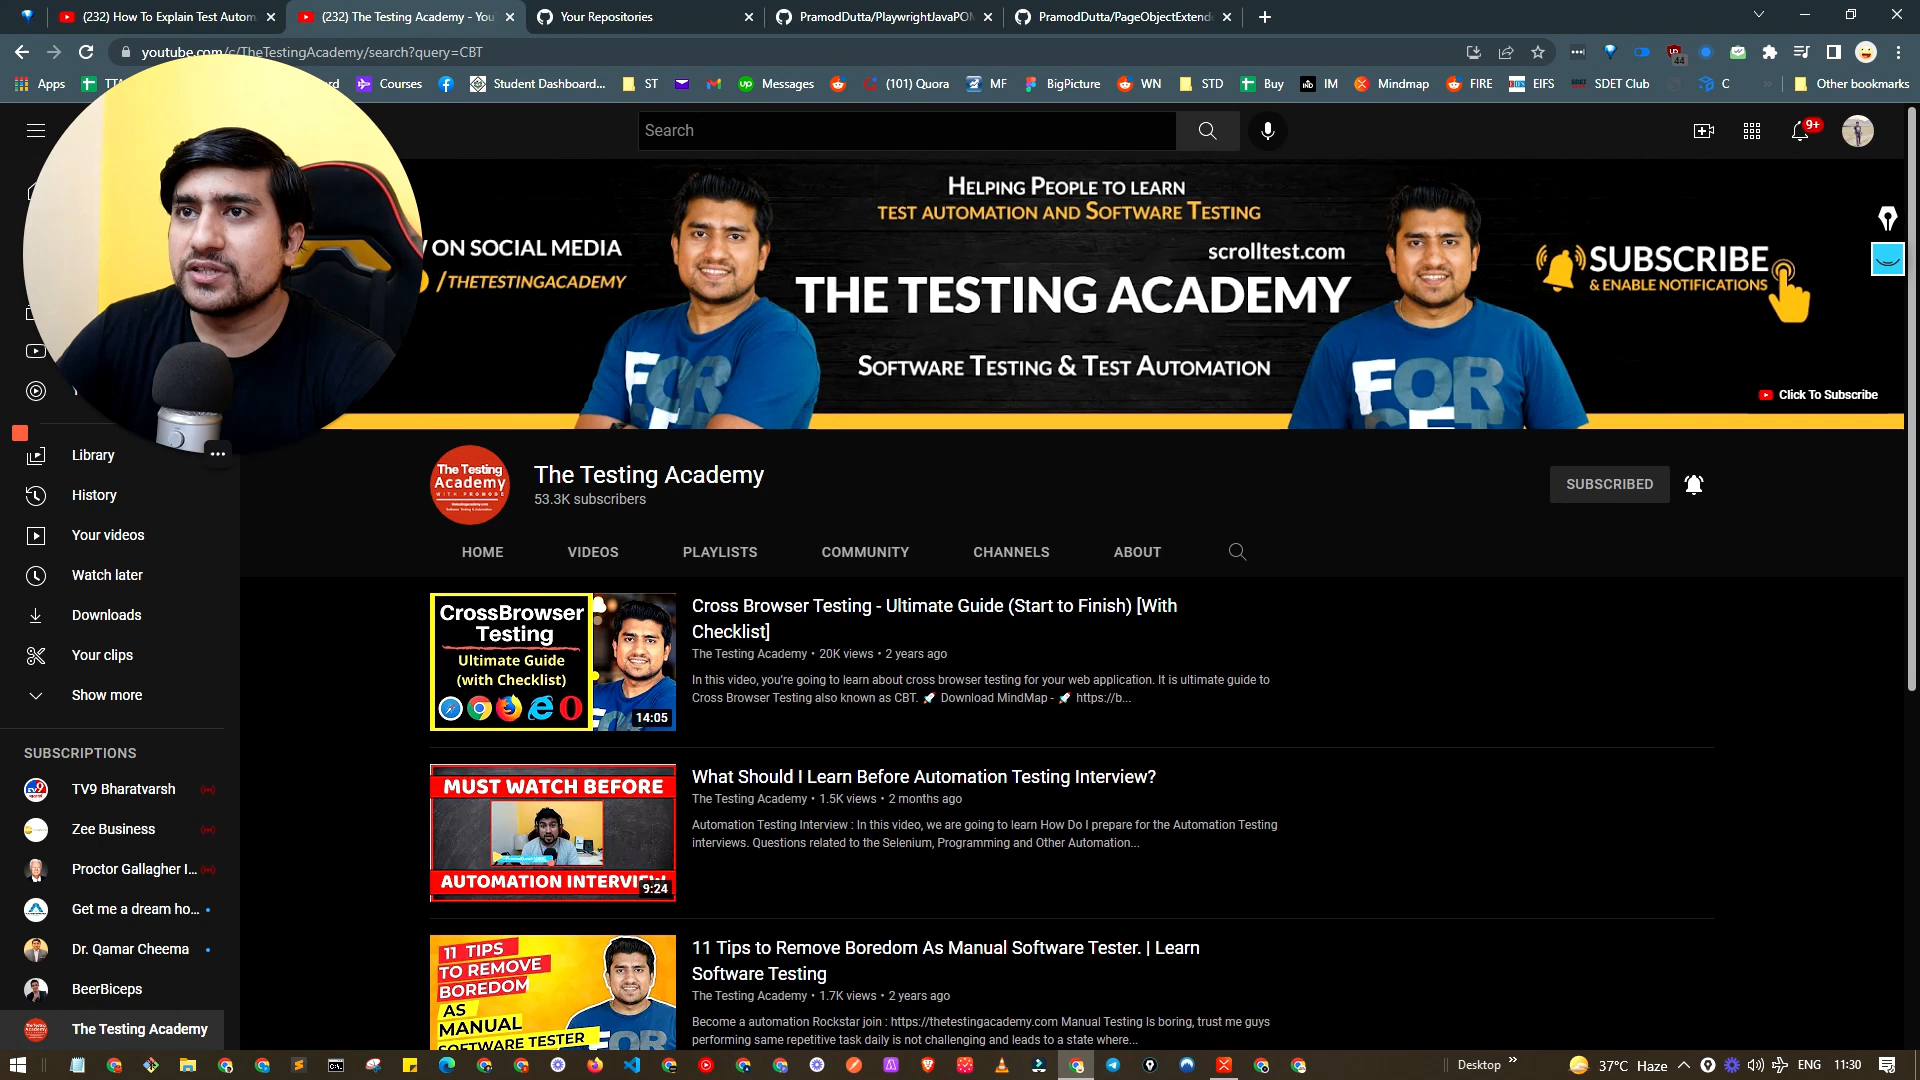 (232) How To Explain Test Autom
(232) The Testing Academy - You
Your Repositories
PramodDutta/PlaywrightJavaPOM
PramodDutta/PageObjectExtend
youtube.com/c/TheTestingAcademy/search?query=CBT
44
Apps
Courses
Student Dashboard...
ST
Messages
(101) Quora
MF
BigPicture
WN
STD
Buy
IM
Mindmap
FIRE
EIFS
SDET Club
C
Other bookmarks
Search
9+
HELPING PEOPLE TO LEARN
TEST AUTOMATION AND SOFTWARE TESTING
ON SOCIAL MEDIA
/THETESTINGACADEMY
scrolltest.com
THE TESTING ACADEMY
SOFTWARE TESTING & TEST AUTOMATION
SUBSCRIBE
& ENABLE NOTIFICATIONS
Click To Subscribe
The Testing
Academy
WITH PROMODE
The Testing Academy
53.3K subscribers
SUBSCRIBED
HOME
VIDEOS
PLAYLISTS
COMMUNITY
CHANNELS
ABOUT
Library
History
Your videos
Watch later
Downloads
Your clips
Show more
SUBSCRIPTIONS
TV9 Bharatvarsh
Zee Business
Proctor Gallagher I...
Get me a dream ho...
Dr. Qamar Cheema
BeerBiceps
The Testing Academy
CrossBrowser
Testing
Ultimate Guide
(with Checklist)
14:05
Cross Browser Testing - Ultimate Guide (Start to Finish) [With
Checklist]
The Testing Academy • 20K views • 2 years ago
In this video, you're going to learn about cross browser testing for your web application. It is ultimate guide to
Cross Browser Testing also known as CBT. 🚀 Download MindMap - 🚀 https://b...
MUST WATCH BEFORE
AUTOMATION INTERVIEW
9:24
What Should I Learn Before Automation Testing Interview?
The Testing Academy • 1.5K views • 2 months ago
Automation Testing Interview : In this video, we are going to learn How Do I prepare for the Automation Testing
interviews. Questions related to the Selenium, Programming and Other Automation...
11 TIPS
TO REMOVE
BOREDOM
AS
MANUAL
SOFTWARE TESTER
11 Tips to Remove Boredom As Manual Software Tester. | Learn
Software Testing
The Testing Academy • 1.7K views • 2 years ago
Become a automation Rockstar join : https://thetestingacademy.com Manual Testing Is boring, trust me guys
performing same repetitive task daily is not challenging and leads to a state where...
Desktop
37°C Haze
ENG
11:30